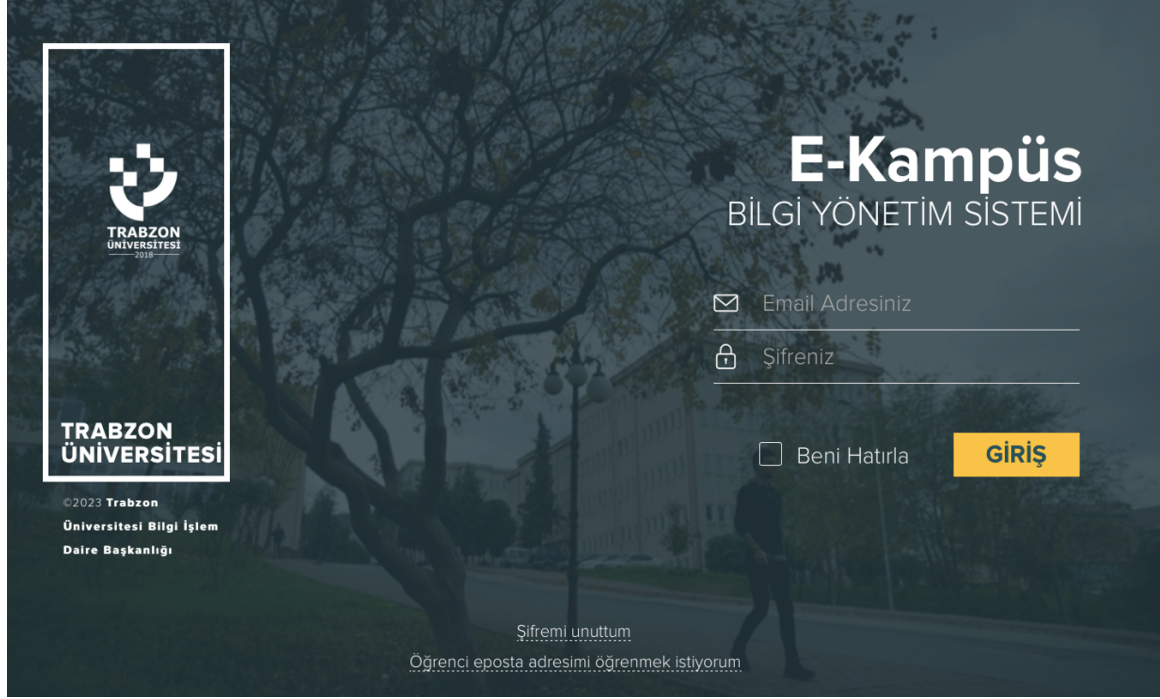 TRABZON
ÜNİVERSİTESİ
2018
TRABZON
ÜNİVERSİTESİ
©2023 Trabzon
Üniversitesi Bilgi İşlem
Daire Başkanlığı
E-Kampüs
BİLGİ YÖNETİM SİSTEMİ
Email Adresiniz
Şifreniz
Beni Hatırla
GİRİŞ
Şifremi unuttum
Öğrenci eposta adresimi öğrenmek istiyorum